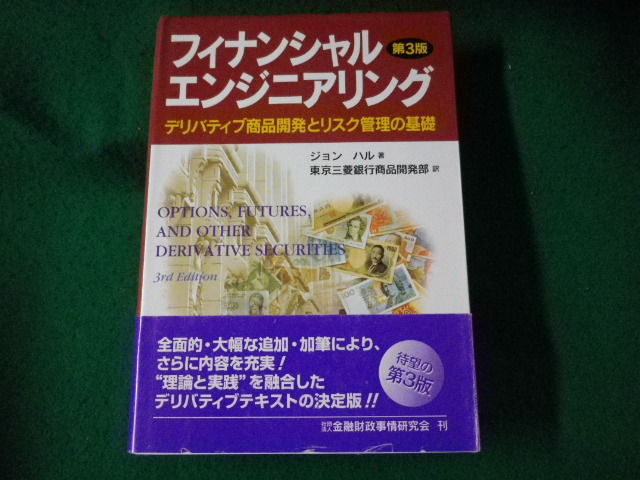 フィナンシャル
第3版
エンジニアリング
デリバティブ商品開発とリスク管理の基礎
ジョン ハル 著
東京三菱銀行商品開発部 訳
OPTIONS, FUTURES,
AND OTHER
DERIVATIVE SECURITIES
3rd Edition
全面的・大幅な追加・加筆により、
さらに内容を充実!
“理論と実践”を融合した
デリバティブテキストの決定版!!
待望の
第3版
社団法人 金融財政事情研究会 刊